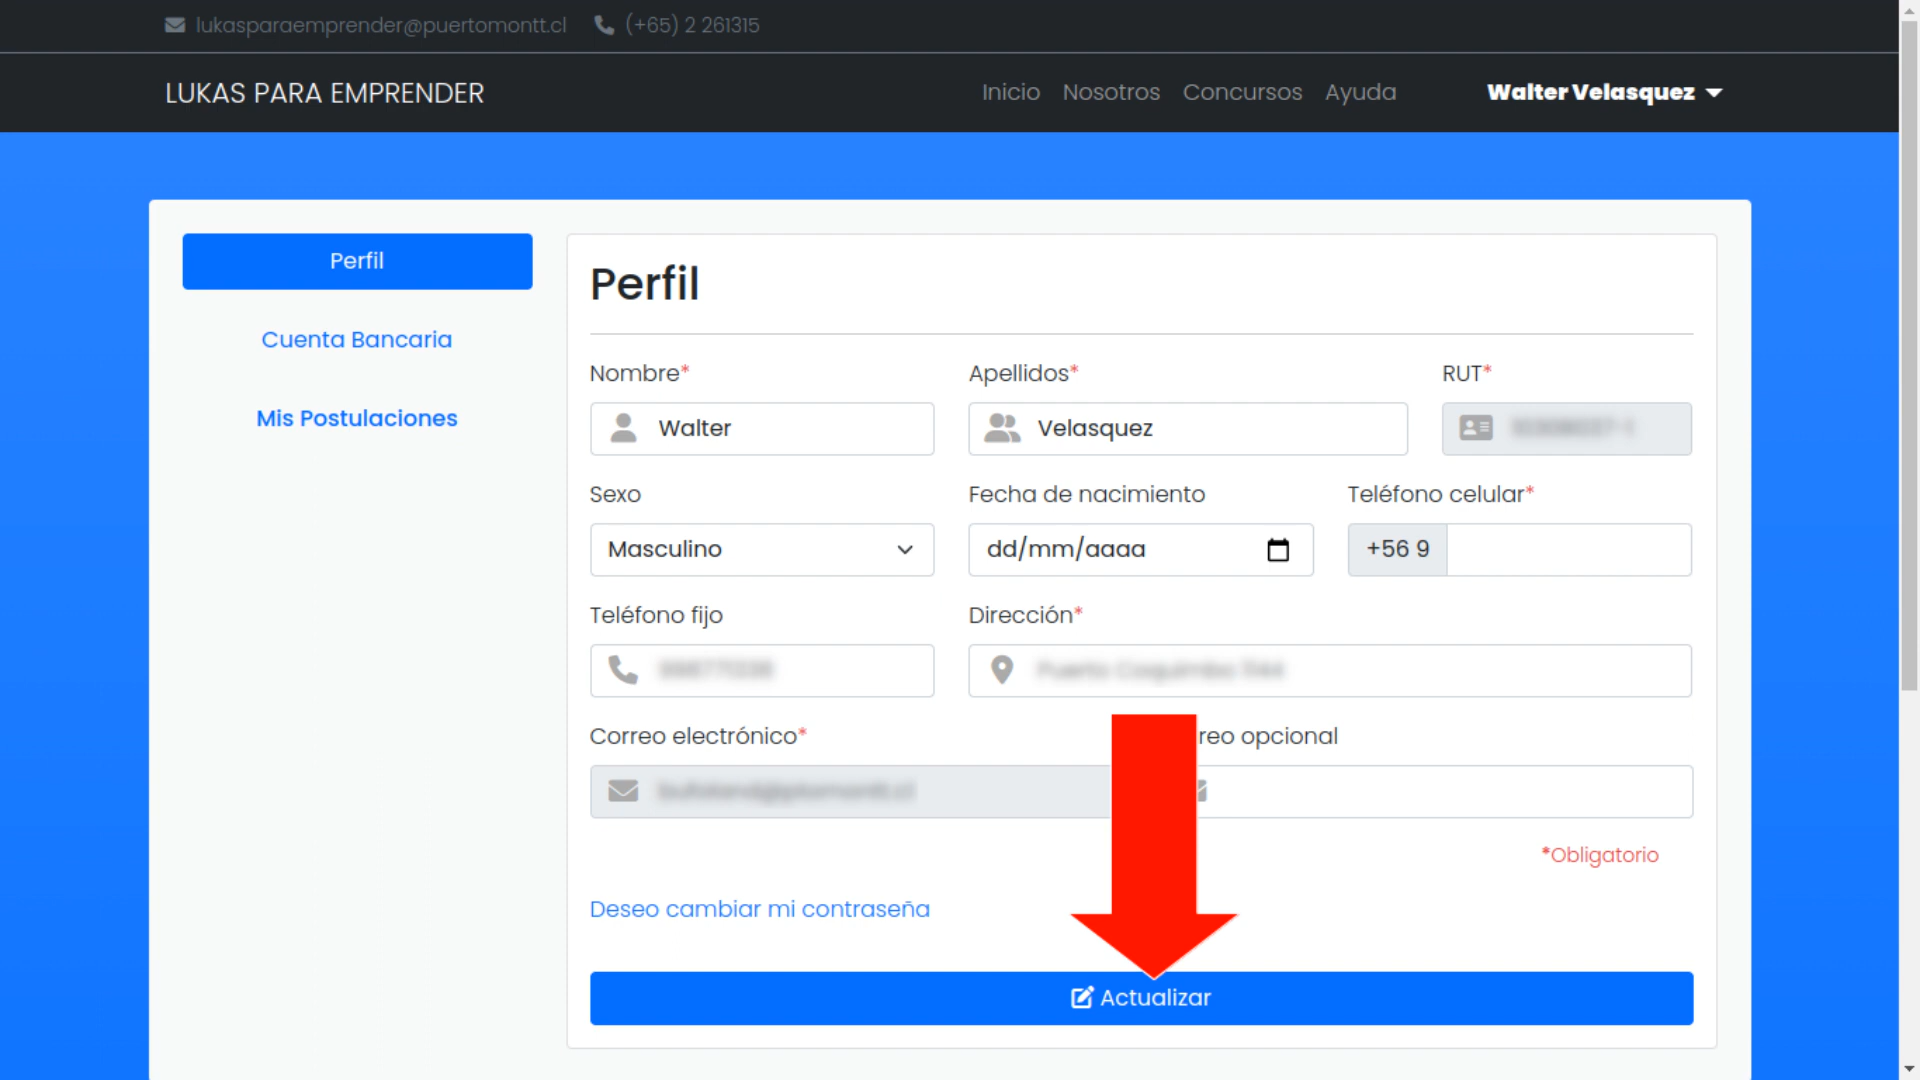 lukasparaemprender@puertomontt.cl (+65) 2 261315
LUKAS PARA EMPRENDER
Inicio Nosotros Concursos Ayuda Walter Velasquez
Perfil
Cuenta Bancaria
Mis Postulaciones
Perfil
Nombre* Apellidos* RUT*
Walter Velasquez
Sexo Fecha de nacimiento Teléfono celular*
Masculino dd/mm/aaaa +56 9
Teléfono fijo Dirección*
Correo electrónico* reo opcional
*Obligatorio
Deseo cambiar mi contraseña
Actualizar